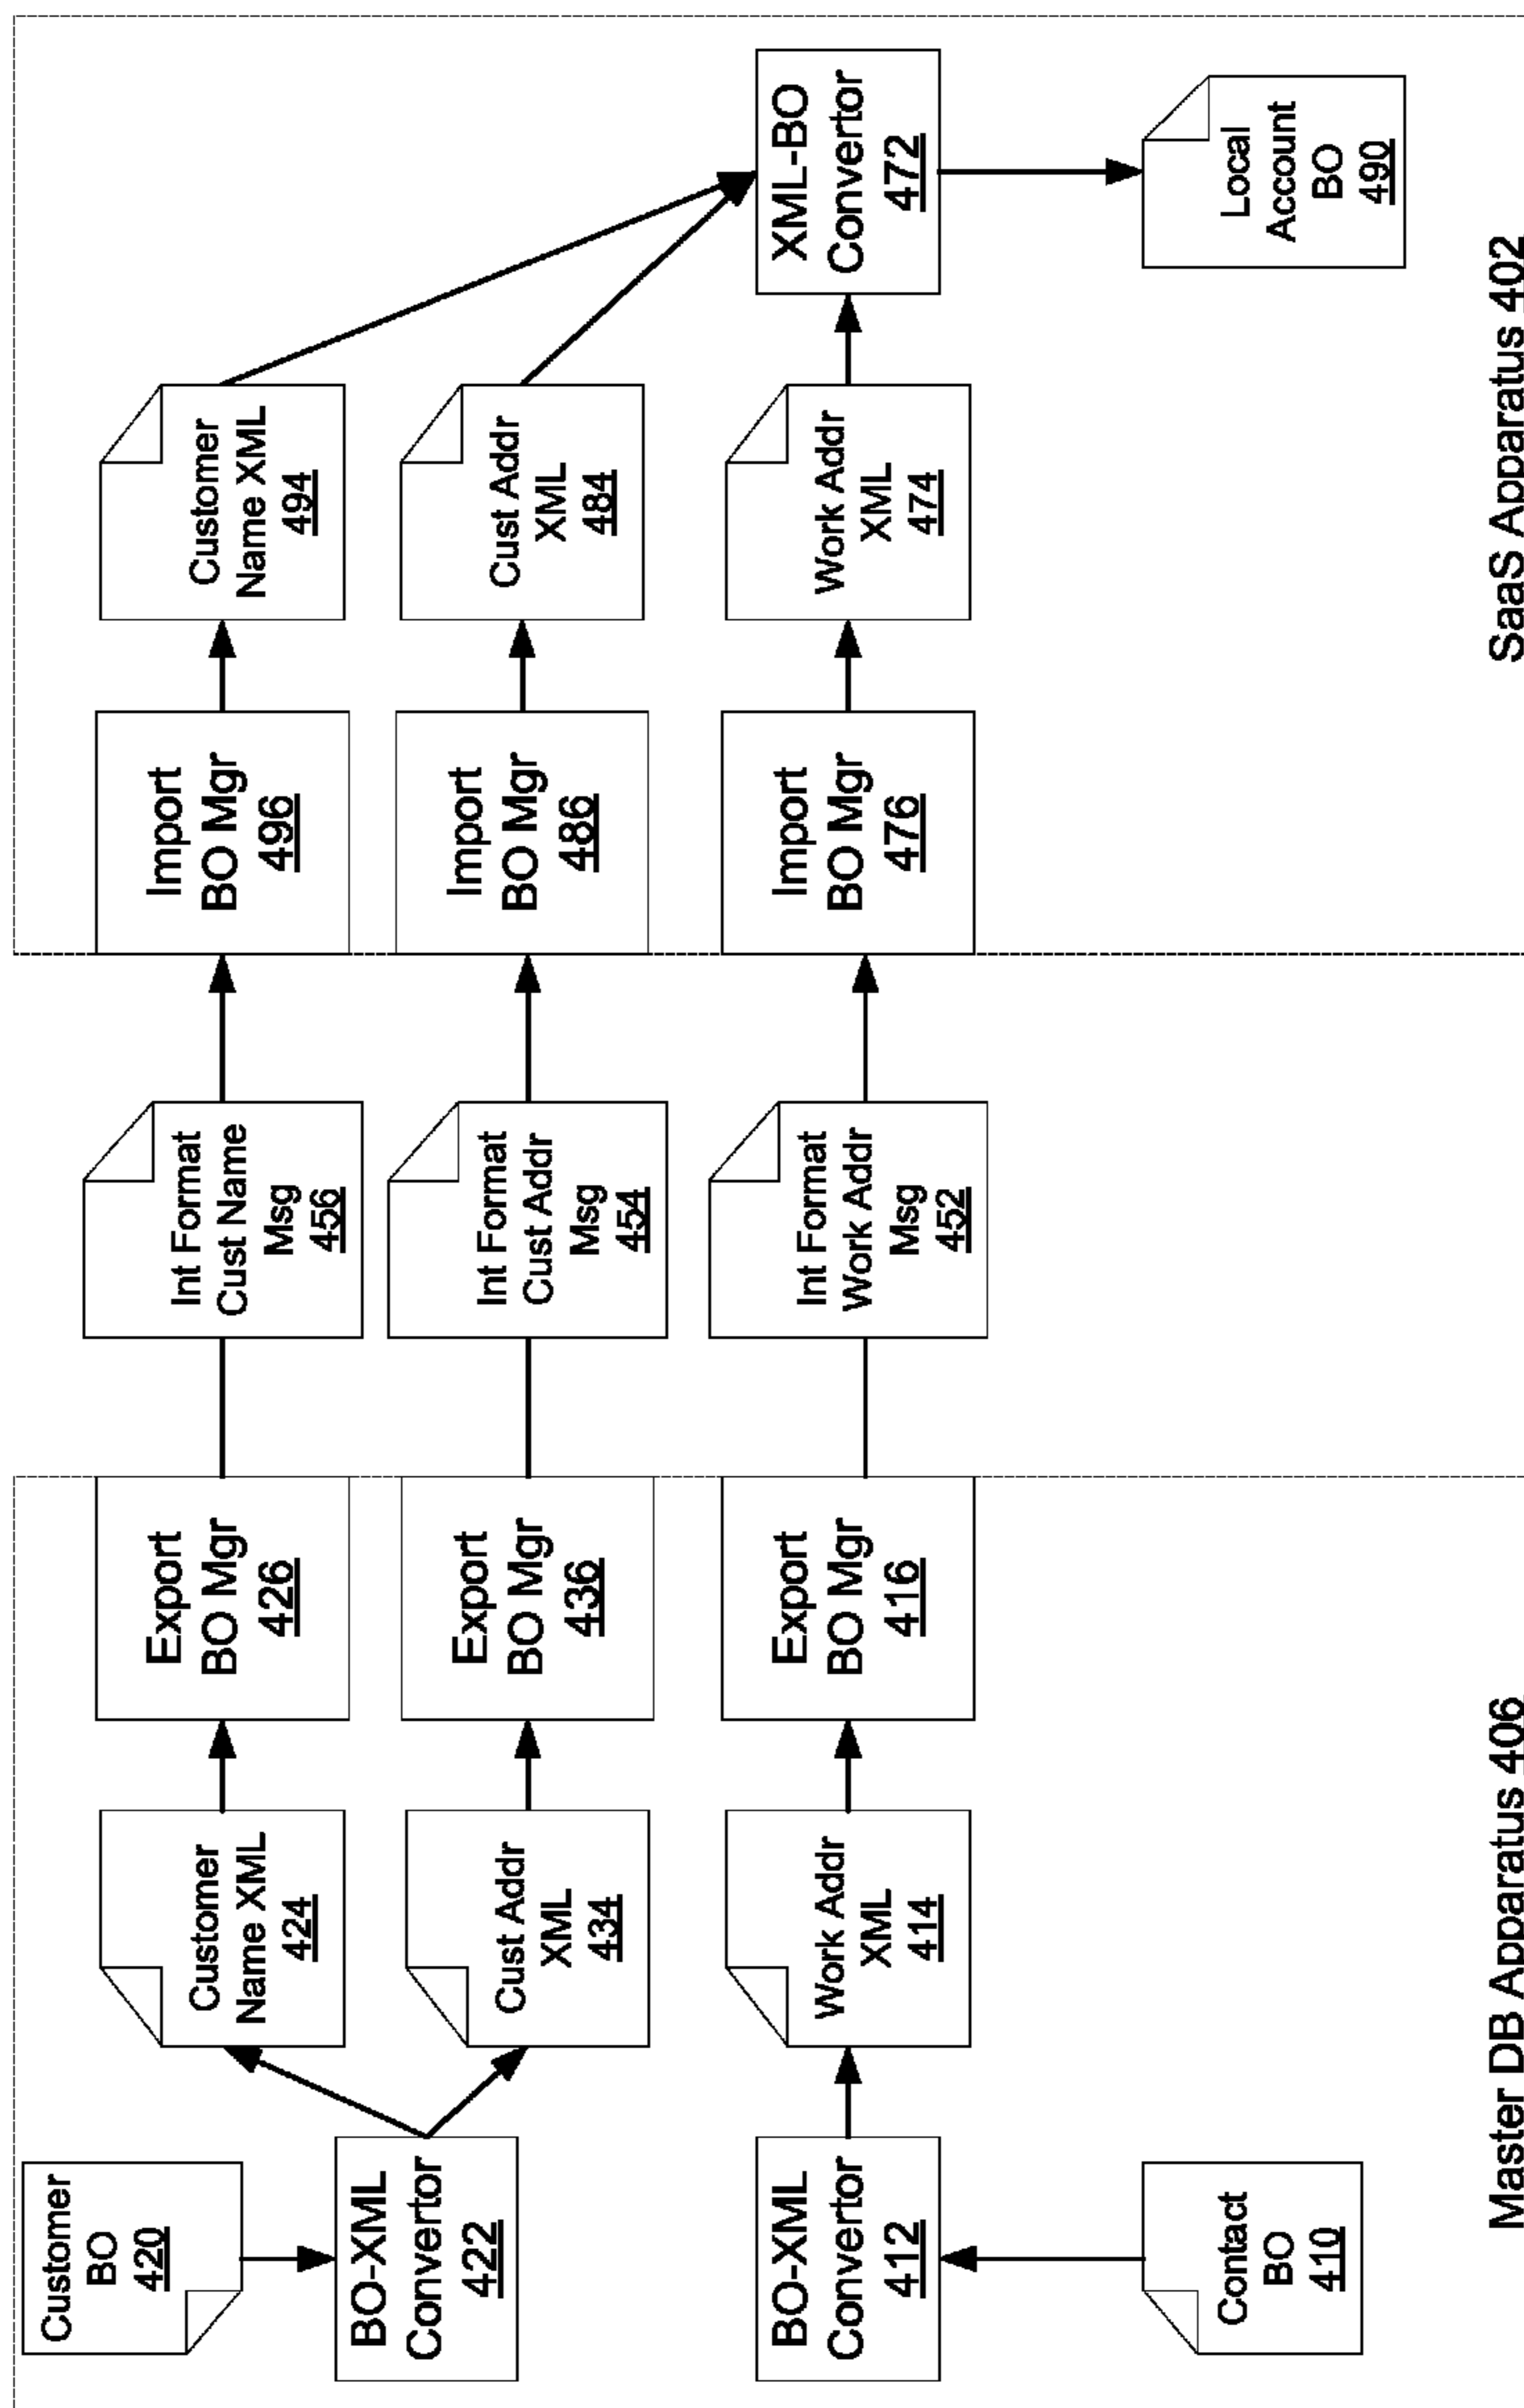 Customer
BO
420
BO-XML
Convertor
422
Customer
Name XML
424
Cust Addr
XML
434
Export
BO Mgr
426
Export
BO Mgr
436
Int Format
Cust Name
Msg
456
Int Format
Cust Addr
Msg
454
Import
BO Mgr
496
Import
BO Mgr
486
Customer
Name XML
494
Cust Addr
XML
484
BO-XML
Convertor
412
Work Addr
XML
414
Export
BO Mgr
416
Int Format
Work Addr
Msg
452
Import
BO Mgr
476
Work Addr
XML
474
XML-BO
Convertor
472
Contact
BO
410
Local
Account
BO
490
Master DB Apparatus 406
SaaS Apparatus 402